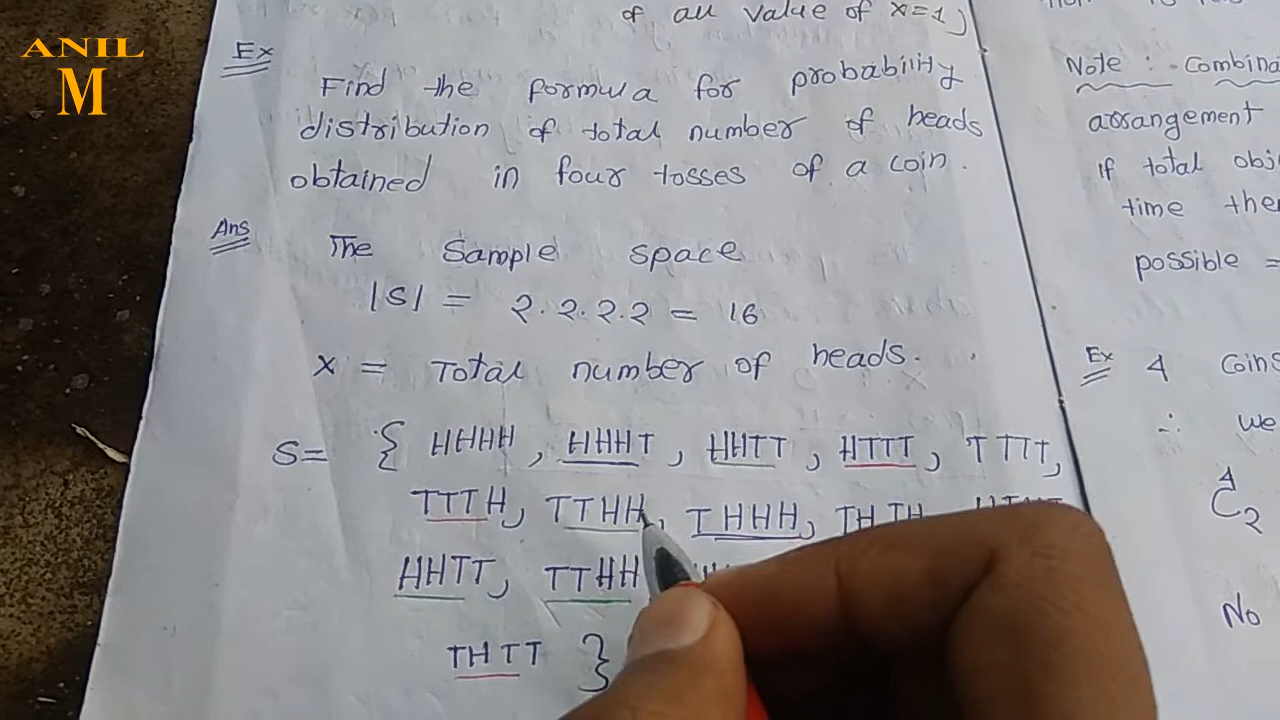 ANIL
M
of all value of x=1)
Ex
Find the formula for probability
distribution of total number of heads
obtained in four tosses of a coin.
Ans
The Sample space
|S| = 2.2.2.2 = 16
X = Total number of heads.
S= { HHHH, HHHT, HHTT, HTTT, TTTT,
TTTH, TTHH, THHH, THTH
HHTT, TTHH
THTT }
Note :- Combina
arrangement
If total obj
time the
possible =
Ex 4 Coins
∴ we
4C2
No